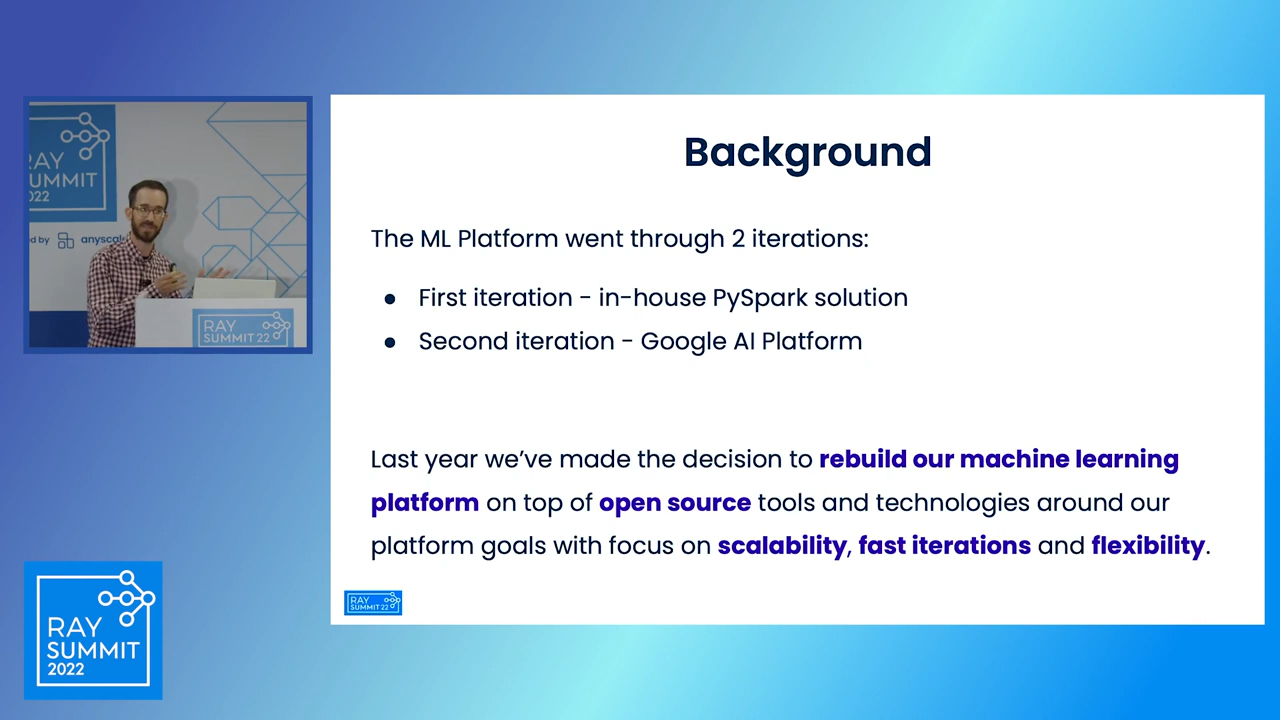 RAY
SUMMIT
2022
anyscale
RAY
SUMMIT 22
Background
The ML Platform went through 2 iterations:
● First iteration - in-house PySpark solution
● Second iteration - Google AI Platform
Last year we’ve made the decision to rebuild our machine learning
platform on top of open source tools and technologies around our
platform goals with focus on scalability, fast iterations and flexibility.
RAY
SUMMIT 22
RAY
SUMMIT
2022